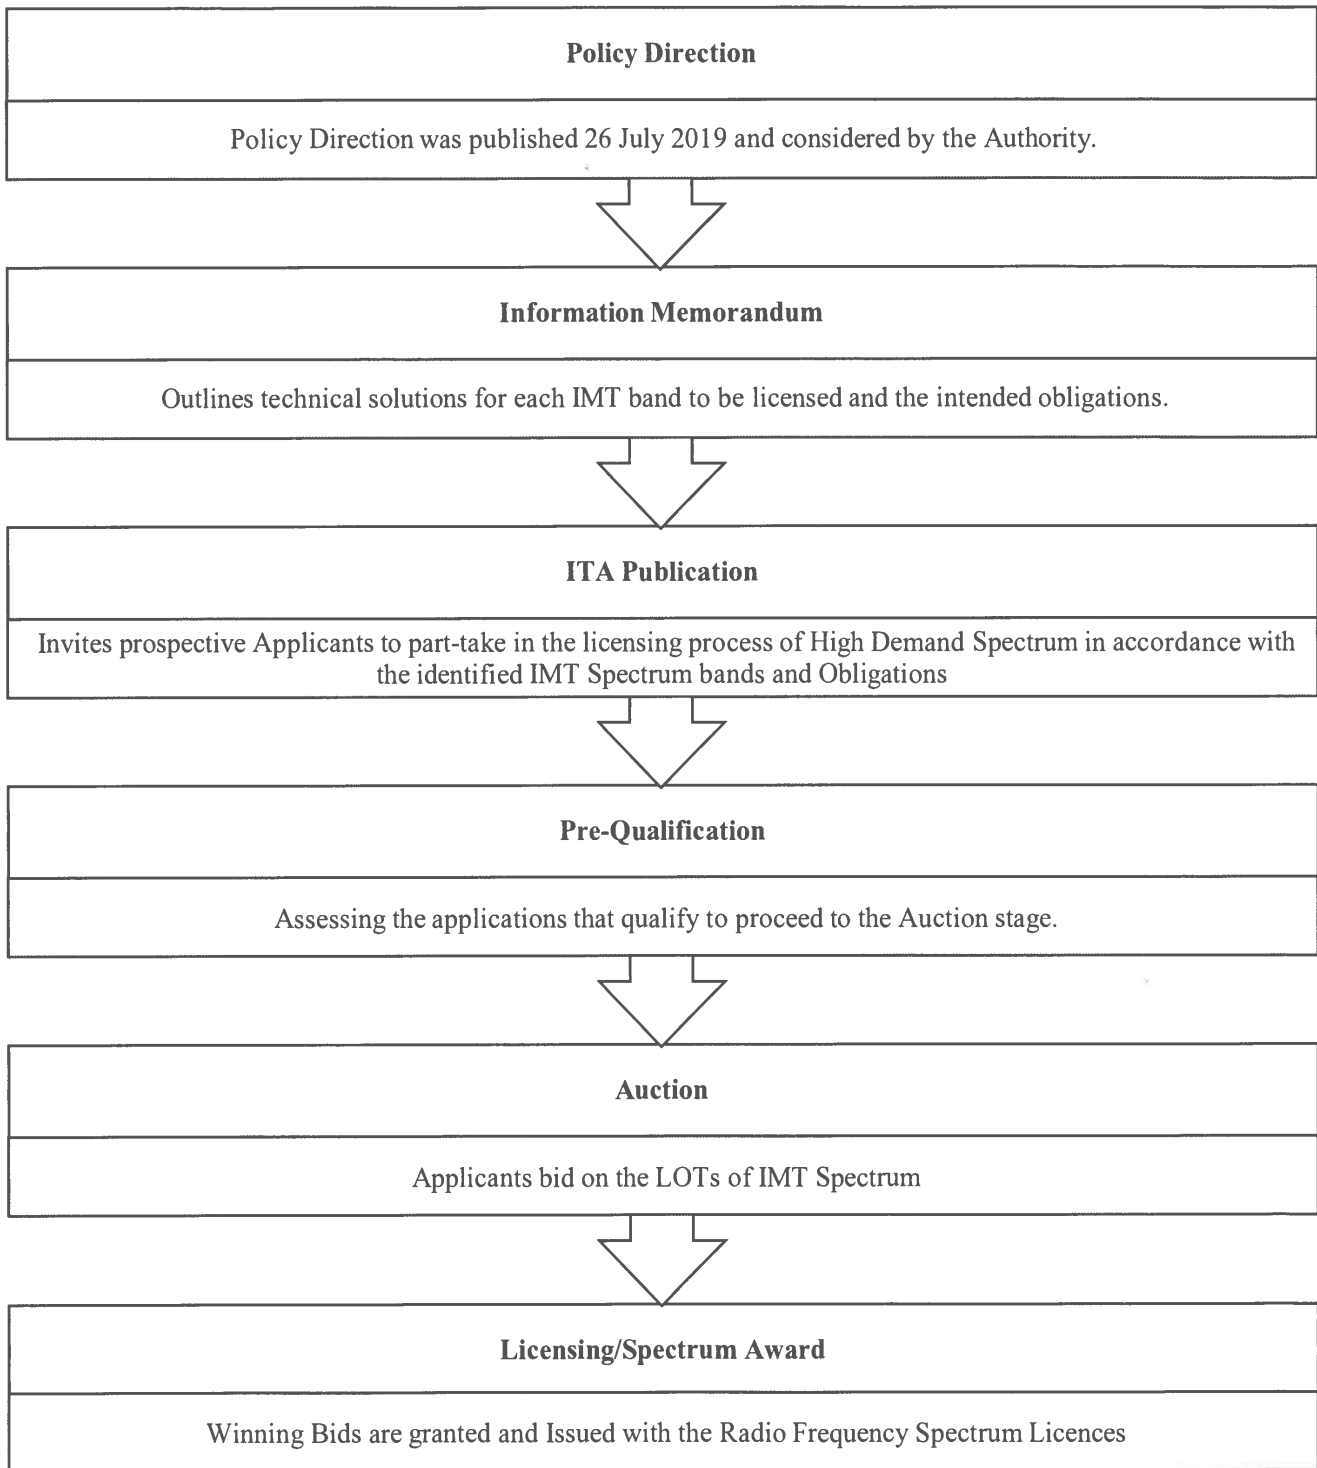 Policy Direction
Policy Direction was published 26 July 2019 and considered by the Authority.
Information Memorandum
Outlines technical solutions for each IMT band to be licensed and the intended obligations.
ITA Publication
Invites prospective Applicants to part-take in the licensing process of High Demand Spectrum in accordance with
the identified IMT Spectrum bands and Obligations
Pre-Qualification
Assessing the applications that qualify to proceed to the Auction stage.
Auction
Applicants bid on the LOTs of IMT Spectrum
Licensing/Spectrum Award
Winning Bids are granted and Issued with the Radio Frequency Spectrum Licences